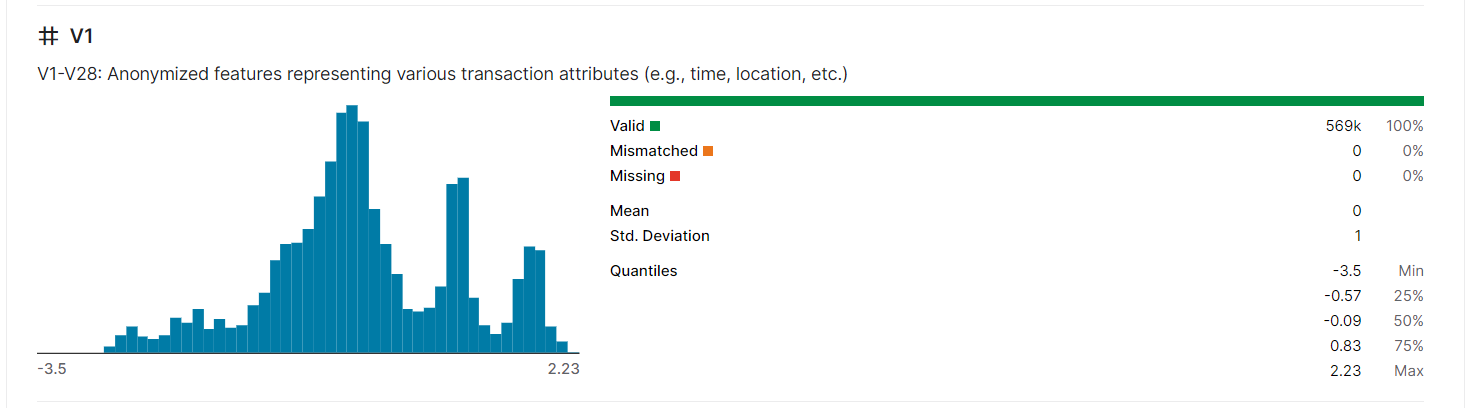 # V1
V1-V28: Anonymized features representing various transaction attributes (e.g., time, location, etc.)
-3.5 2.23
Valid 569k 100%
Mismatched 0 0%
Missing 0 0%
Mean 0
Std. Deviation 1
Quantiles -3.5 Min
-0.57 25%
-0.09 50%
0.83 75%
2.23 Max